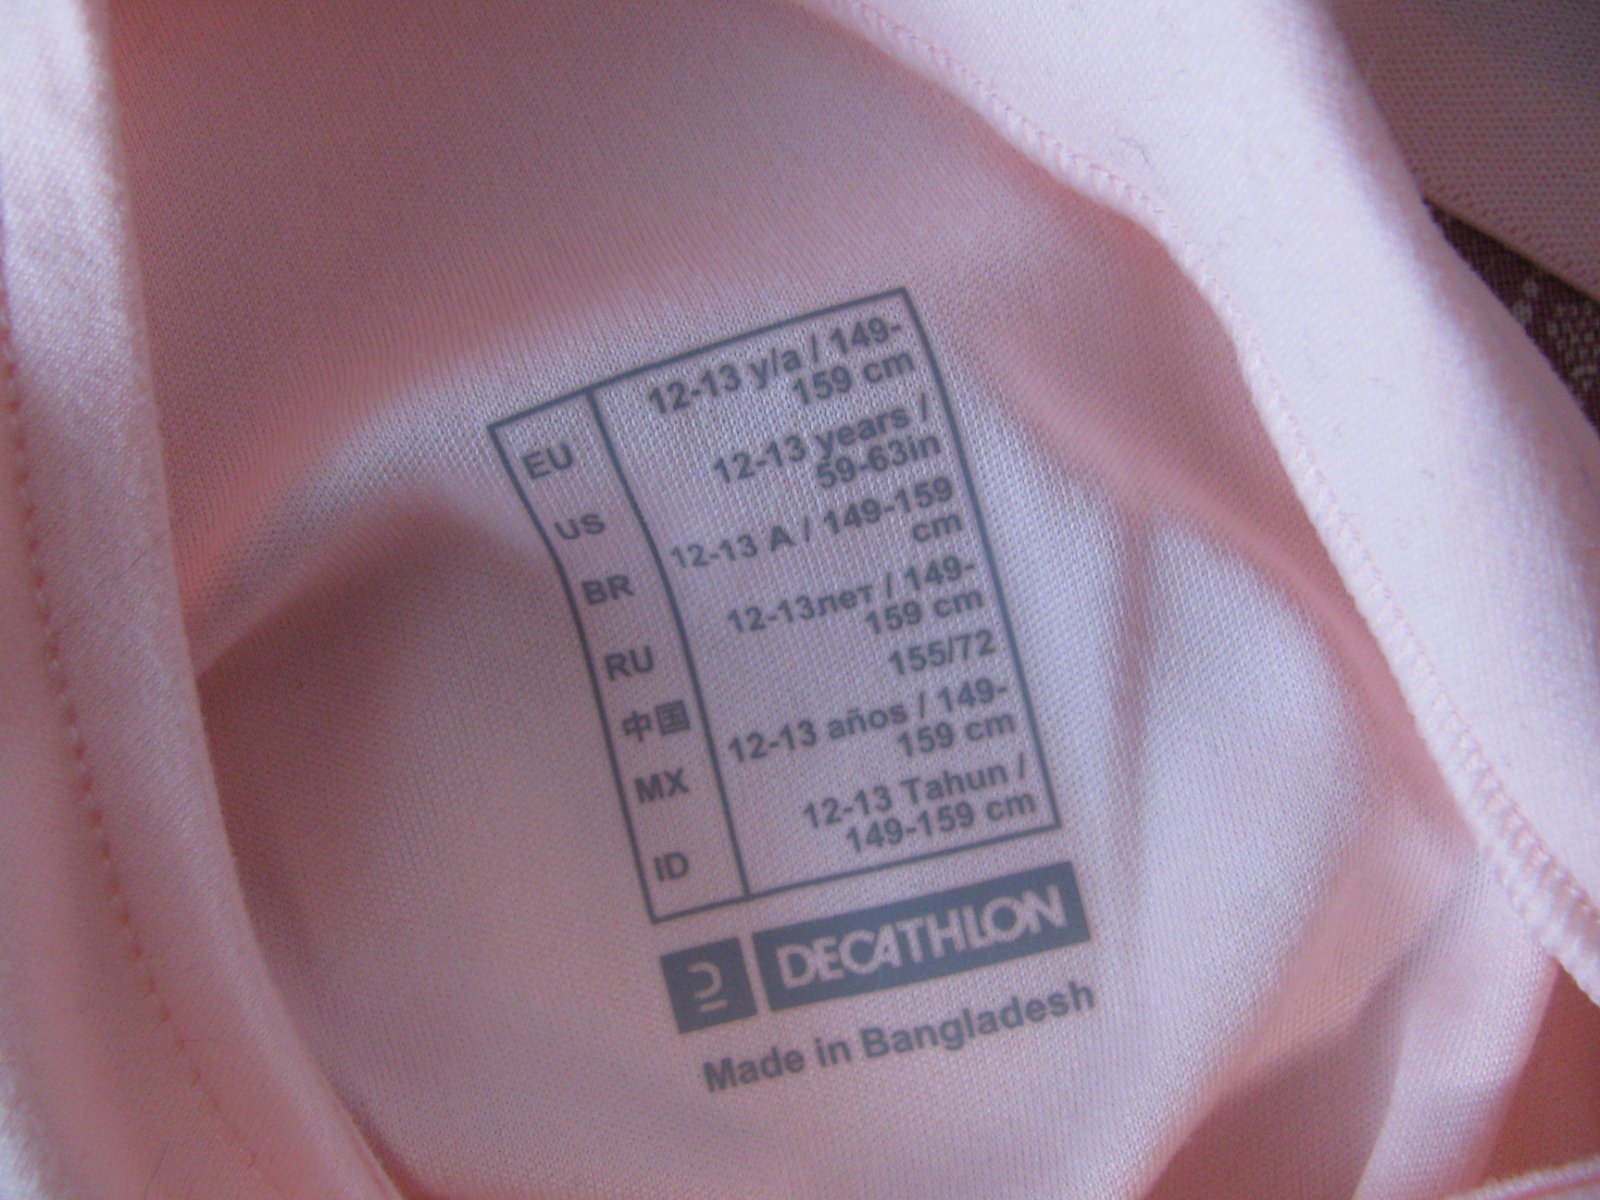 EU 12-13 y/a / 149-
159 cm
US 12-13 years /
59-63in
BR 12-13 A / 149-159
cm
RU 12-13лет / 149-
159 cm
中国 155/72
MX 12-13 años / 149-
159 cm
ID 12-13 Tahun /
149-159 cm
DECATHLON
Made in Bangladesh